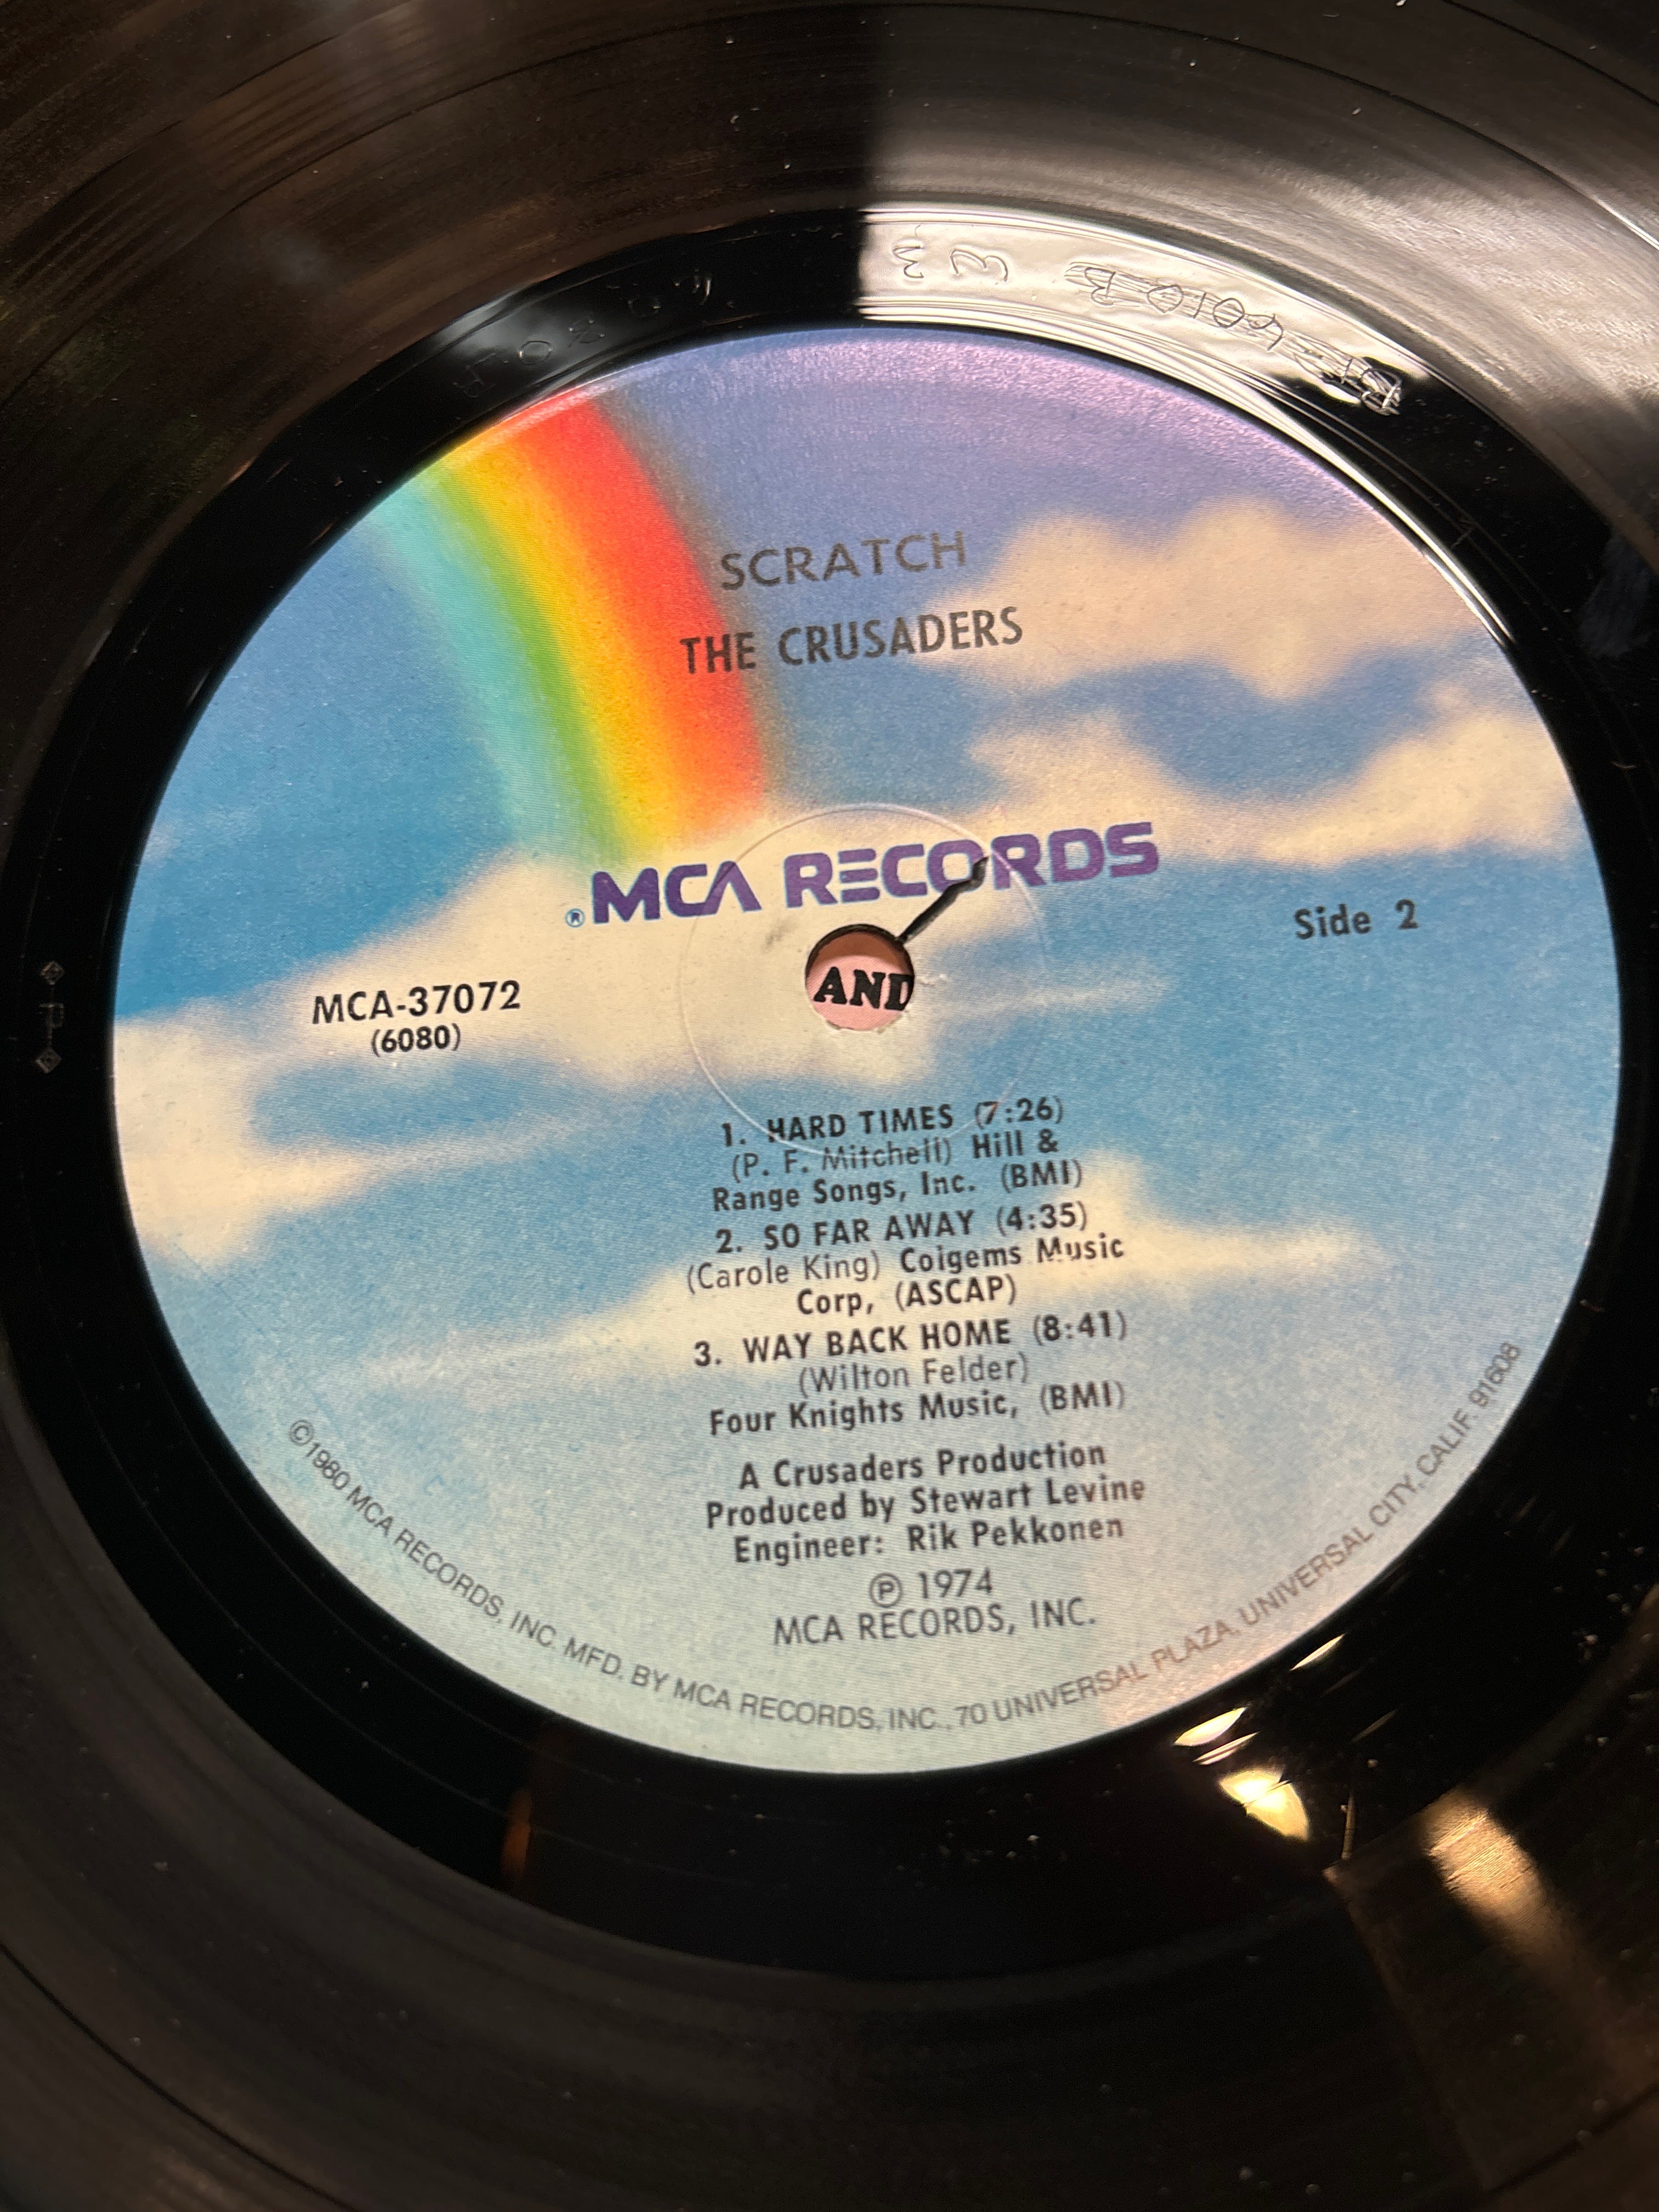 SCRATCH
THE CRUSADERS
® MCA RECORDS
Side 2
MCA-37072
(6080)
AND
1. HARD TIMES (7:26)
(P. F. Mitchell) Hill &
Range Songs, Inc. (BMI)
2. SO FAR AWAY (4:35)
(Carole King) Colgems Music
Corp, (ASCAP)
3. WAY BACK HOME (8:41)
(Wilton Felder)
Four Knights Music, (BMI)
A Crusaders Production
Produced by Stewart Levine
Engineer: Rik Pekkonen
℗ 1974
MCA RECORDS, INC.
©1980 MCA RECORDS, INC. MFD. BY MCA RECORDS, INC., 70 UNIVERSAL PLAZA, UNIVERSAL CITY, CALIF. 91608